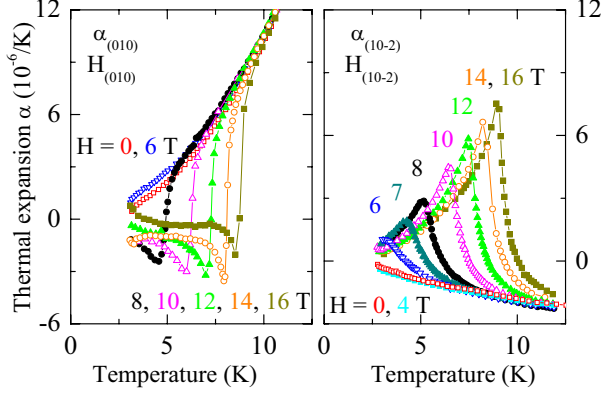 Thermal expansion α (10⁻⁶/K)
12
6
0
-6
α(010)
H(010)
H = 0, 6 T
8, 10, 12, 14, 16 T
0
5
10
Temperature (K)
α(10-2)
H(10-2)
14, 16 T
12
10
8
7
6
H = 0, 4 T
12
6
0
0
5
10
Temperature (K)